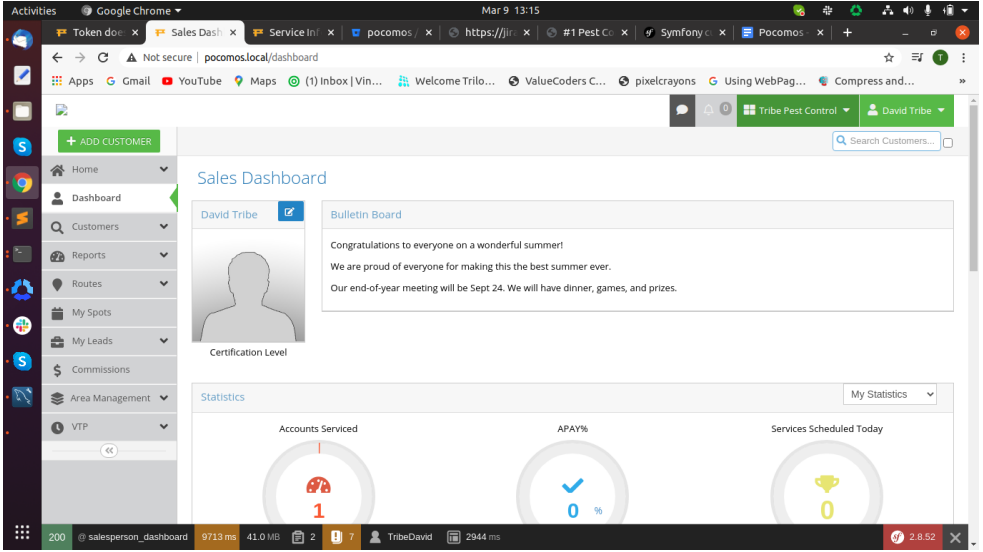 Activities
Google Chrome
Mar 9 13:15
Token doe
Sales Dash
Service Inf
pocomos /
https://jira
#1 Pest Co
Symfony c
Pocomos -
Not secure | pocomos.local/dashboard
T
Apps
Gmail
YouTube
Maps
(1) Inbox | Vin...
Welcome Trilo...
ValueCoders C...
pixelcrayons
Using WebPag...
Compress and...
»
0
Tribe Pest Control
David Tribe
+ ADD CUSTOMER
Search Customers...
Home
Dashboard
Customers
Reports
Routes
My Spots
My Leads
Commissions
Area Management
VTP
Sales Dashboard
David Tribe
Certification Level
Bulletin Board
Congratulations to everyone on a wonderful summer!
We are proud of everyone for making this the best summer ever.
Our end-of-year meeting will be Sept 24. We will have dinner, games, and prizes.
Statistics
My Statistics
Accounts Serviced
APAY%
Services Scheduled Today
1
0 %
0
200 @ salesperson_dashboard 9713 ms 41.0 MB 2 7 TribeDavid 2944 ms 2.8.52